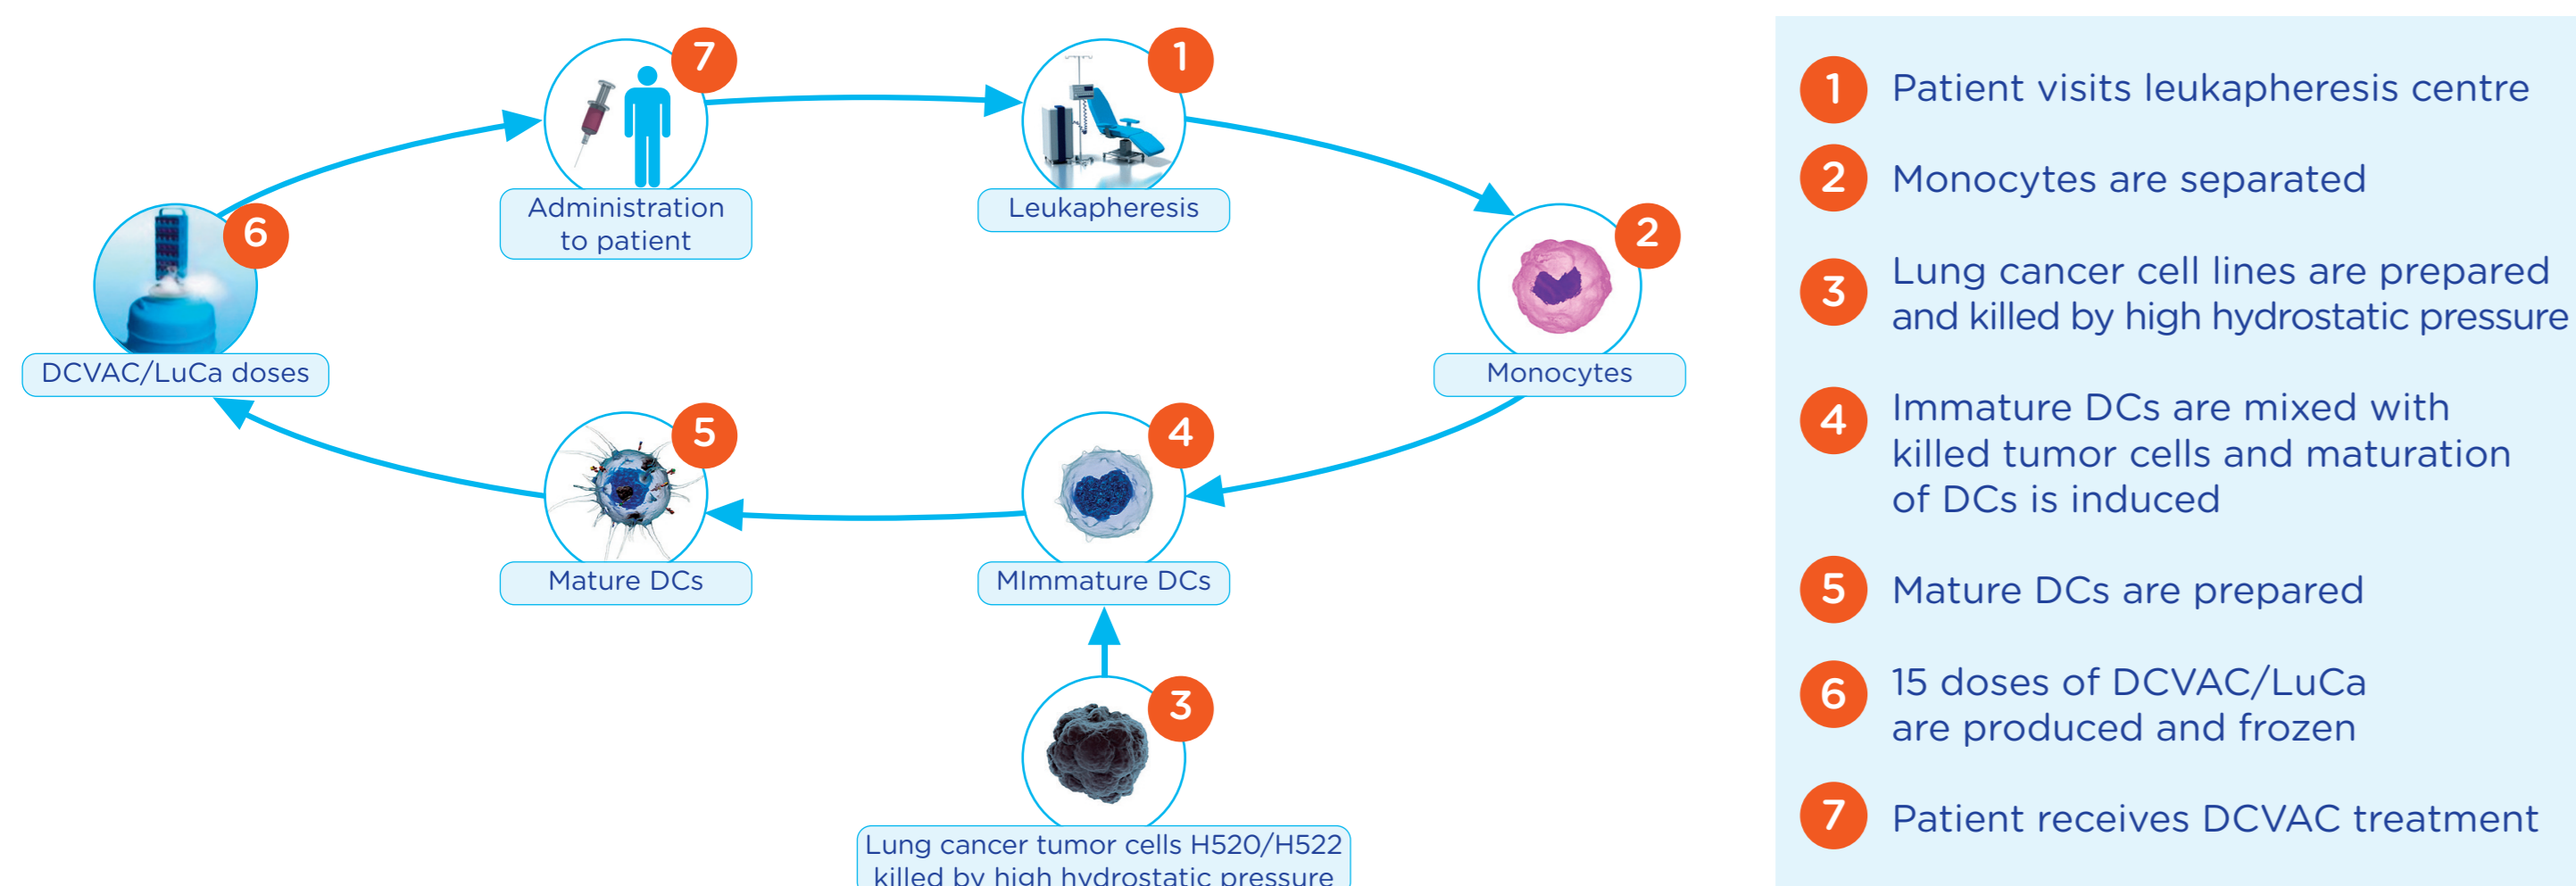 7
1
Administration
to patient
Leukapheresis
6
2
DCVAC/LuCa doses
Monocytes
5
4
Mature DCs
MImmature DCs
3
Lung cancer tumor cells H520/H522
killed by high hydrostatic pressure
1 Patient visits leukapheresis centre
2 Monocytes are separated
3 Lung cancer cell lines are prepared
and killed by high hydrostatic pressure
4 Immature DCs are mixed with
killed tumor cells and maturation
of DCs is induced
5 Mature DCs are prepared
6 15 doses of DCVAC/LuCa
are produced and frozen
7 Patient receives DCVAC treatment